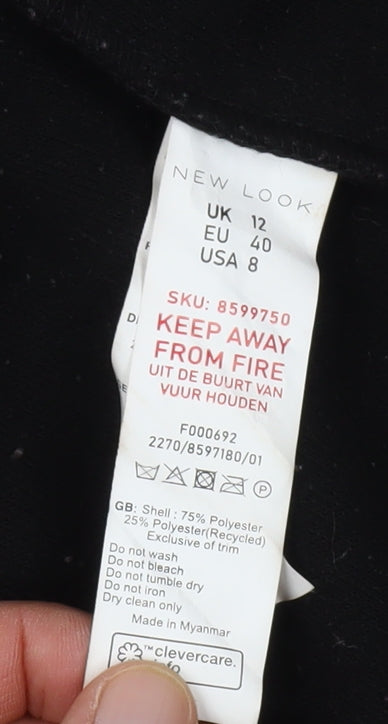 NEW LOOK
UK 12
EU 40
USA 8
SKU: 8599750
KEEP AWAY
FROM FIRE
UIT DE BUURT VAN
VUUR HOUDEN
F000692
2270/8597180/01
P
GB: Shell : 75% Polyester
25% Polyester(Recycled)
Exclusive of trim
Do not wash
Do not bleach
Do not tumble dry
Do not iron
Dry clean only
Made in Myanmar
™clevercare.
info